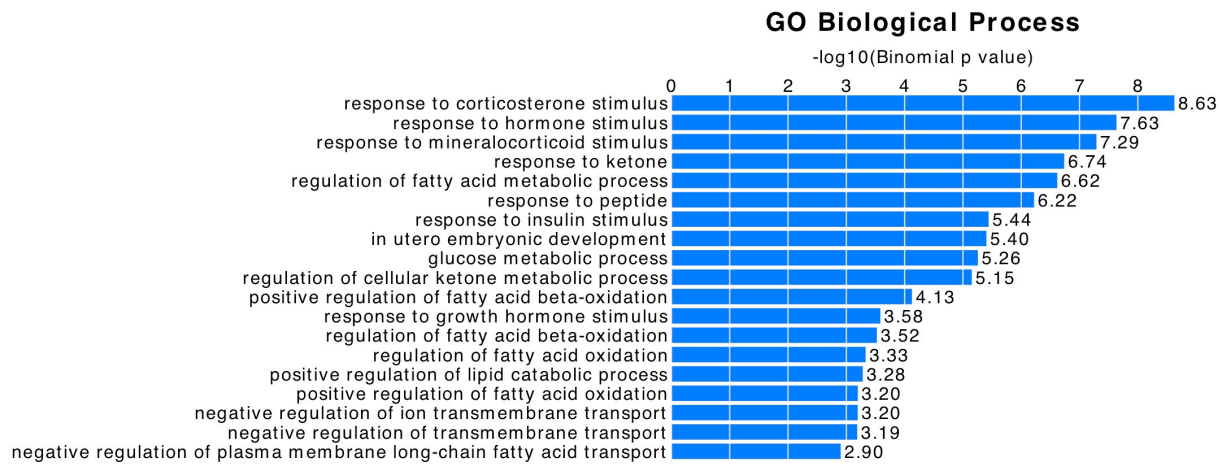 GO Biological Process
-log10(Binomial p value)
0 1 2 3 4 5 6 7 8
response to corticosterone stimulus 8.63
response to hormone stimulus 7.63
response to mineralocorticoid stimulus 7.29
response to ketone 6.74
regulation of fatty acid metabolic process 6.62
response to peptide 6.22
response to insulin stimulus 5.44
in utero embryonic development 5.40
glucose metabolic process 5.26
regulation of cellular ketone metabolic process 5.15
positive regulation of fatty acid beta-oxidation 4.13
response to growth hormone stimulus 3.58
regulation of fatty acid beta-oxidation 3.52
regulation of fatty acid oxidation 3.33
positive regulation of lipid catabolic process 3.28
positive regulation of fatty acid oxidation 3.20
negative regulation of ion transmembrane transport 3.20
negative regulation of transmembrane transport 3.19
negative regulation of plasma membrane long-chain fatty acid transport 2.90